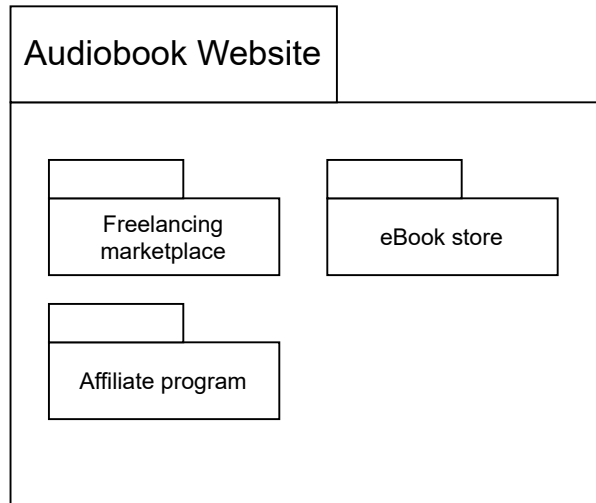 Audiobook Website
Freelancing
marketplace
eBook store
Affiliate program